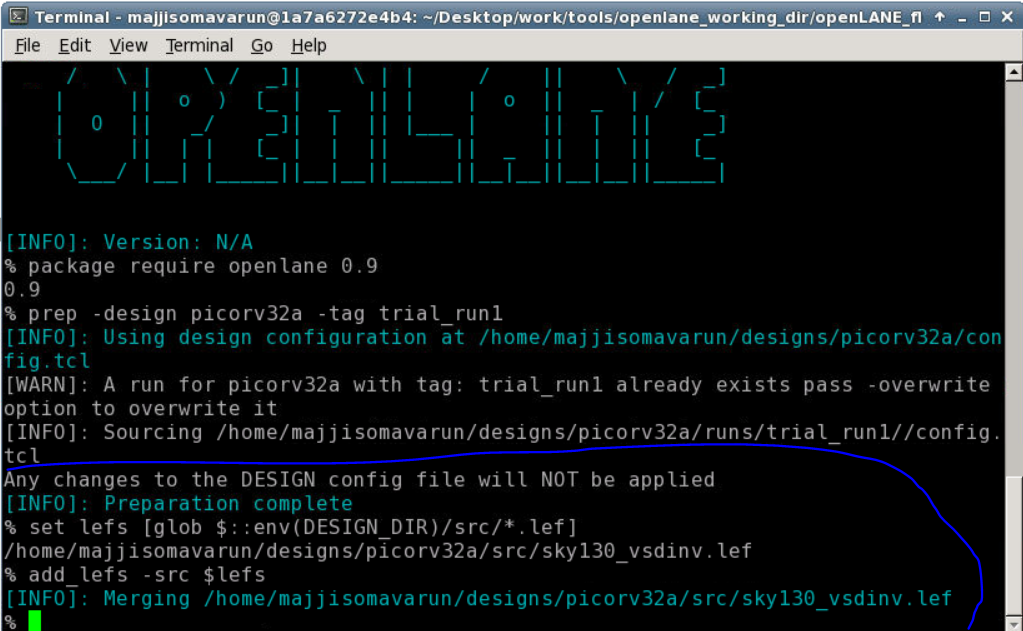 Terminal - majjisomavarun@1a7a6272e4b4: ~/Desktop/work/tools/openlane_working_dir/openLANE_fl
File Edit View Terminal Go Help
OPENLANE
[INFO]: Version: N/A
% package require openlane 0.9
0.9
% prep -design picorv32a -tag trial_run1
[INFO]: Using design configuration at /home/majjisomavarun/designs/picorv32a/con
fig.tcl
[WARN]: A run for picorv32a with tag: trial_run1 already exists pass -overwrite
option to overwrite it
[INFO]: Sourcing /home/majjisomavarun/designs/picorv32a/runs/trial_run1//config.
tcl
Any changes to the DESIGN config file will NOT be applied
[INFO]: Preparation complete
% set lefs [glob $::env(DESIGN_DIR)/src/*.lef]
/home/majjisomavarun/designs/picorv32a/src/sky130_vsdinv.lef
% add_lefs -src $lefs
[INFO]: Merging /home/majjisomavarun/designs/picorv32a/src/sky130_vsdinv.lef
%